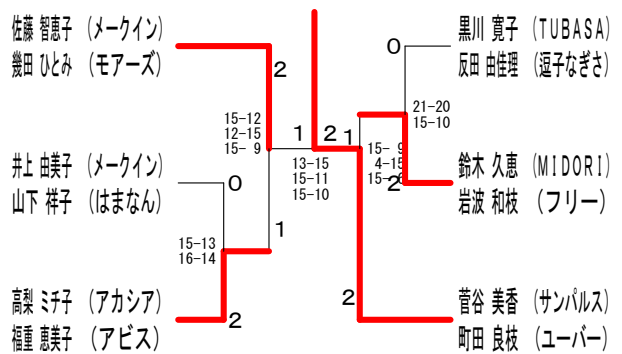 佐藤 智恵子 (メークイン)
幾田 ひとみ (モアーズ)
2
15-12
12-15
15- 9
井上 由美子 (メークイン)
山下 祥子 (はまなん)
0
15-13
16-14
1
高梨 ミチ子 (アカシア)
福重 恵美子 (アビス)
2
1
2
13-15
15-11
15-10
黒川 寛子 (TUBASA)
反田 由佳理 (逗子なぎさ)
0
21-20
15-10
1
15- 9
4-15
鈴木 久恵 (MIDORI)
岩波 和枝 (フリー)
2
菅谷 美香 (サンパルス)
町田 良枝 (ユーバー)
2